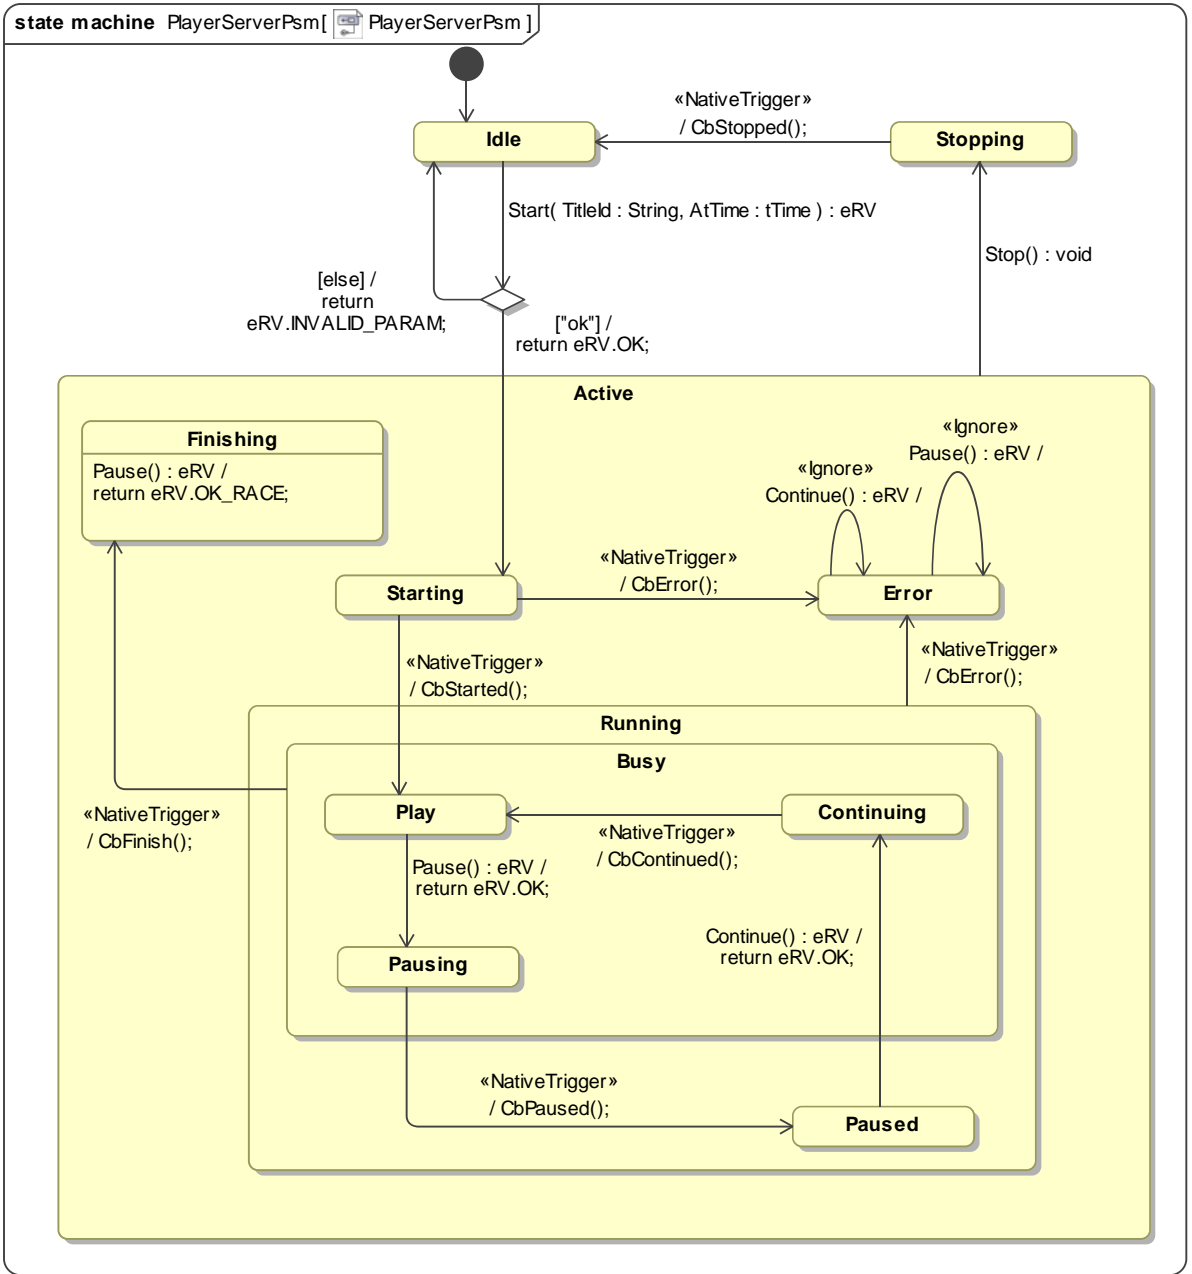 state machine PlayerServerPsm[ PlayerServerPsm ]
«NativeTrigger»
/ CbStopped();
Idle
Stopping
Start( TitleId : String, AtTime : tTime ) : eRV
Stop() : void
[else] /
return
eRV.INVALID_PARAM;
["ok"] /
return eRV.OK;
Active
Finishing
Pause() : eRV /
return eRV.OK_RACE;
«Ignore»
Pause() : eRV /
«Ignore»
Continue() : eRV /
«NativeTrigger»
/ CbError();
Starting
Error
«NativeTrigger»
/ CbStarted();
«NativeTrigger»
/ CbError();
Running
Busy
Play
Continuing
«NativeTrigger»
/ CbFinish();
«NativeTrigger»
/ CbContinued();
Pause() : eRV /
return eRV.OK;
Continue() : eRV /
return eRV.OK;
Pausing
«NativeTrigger»
/ CbPaused();
Paused